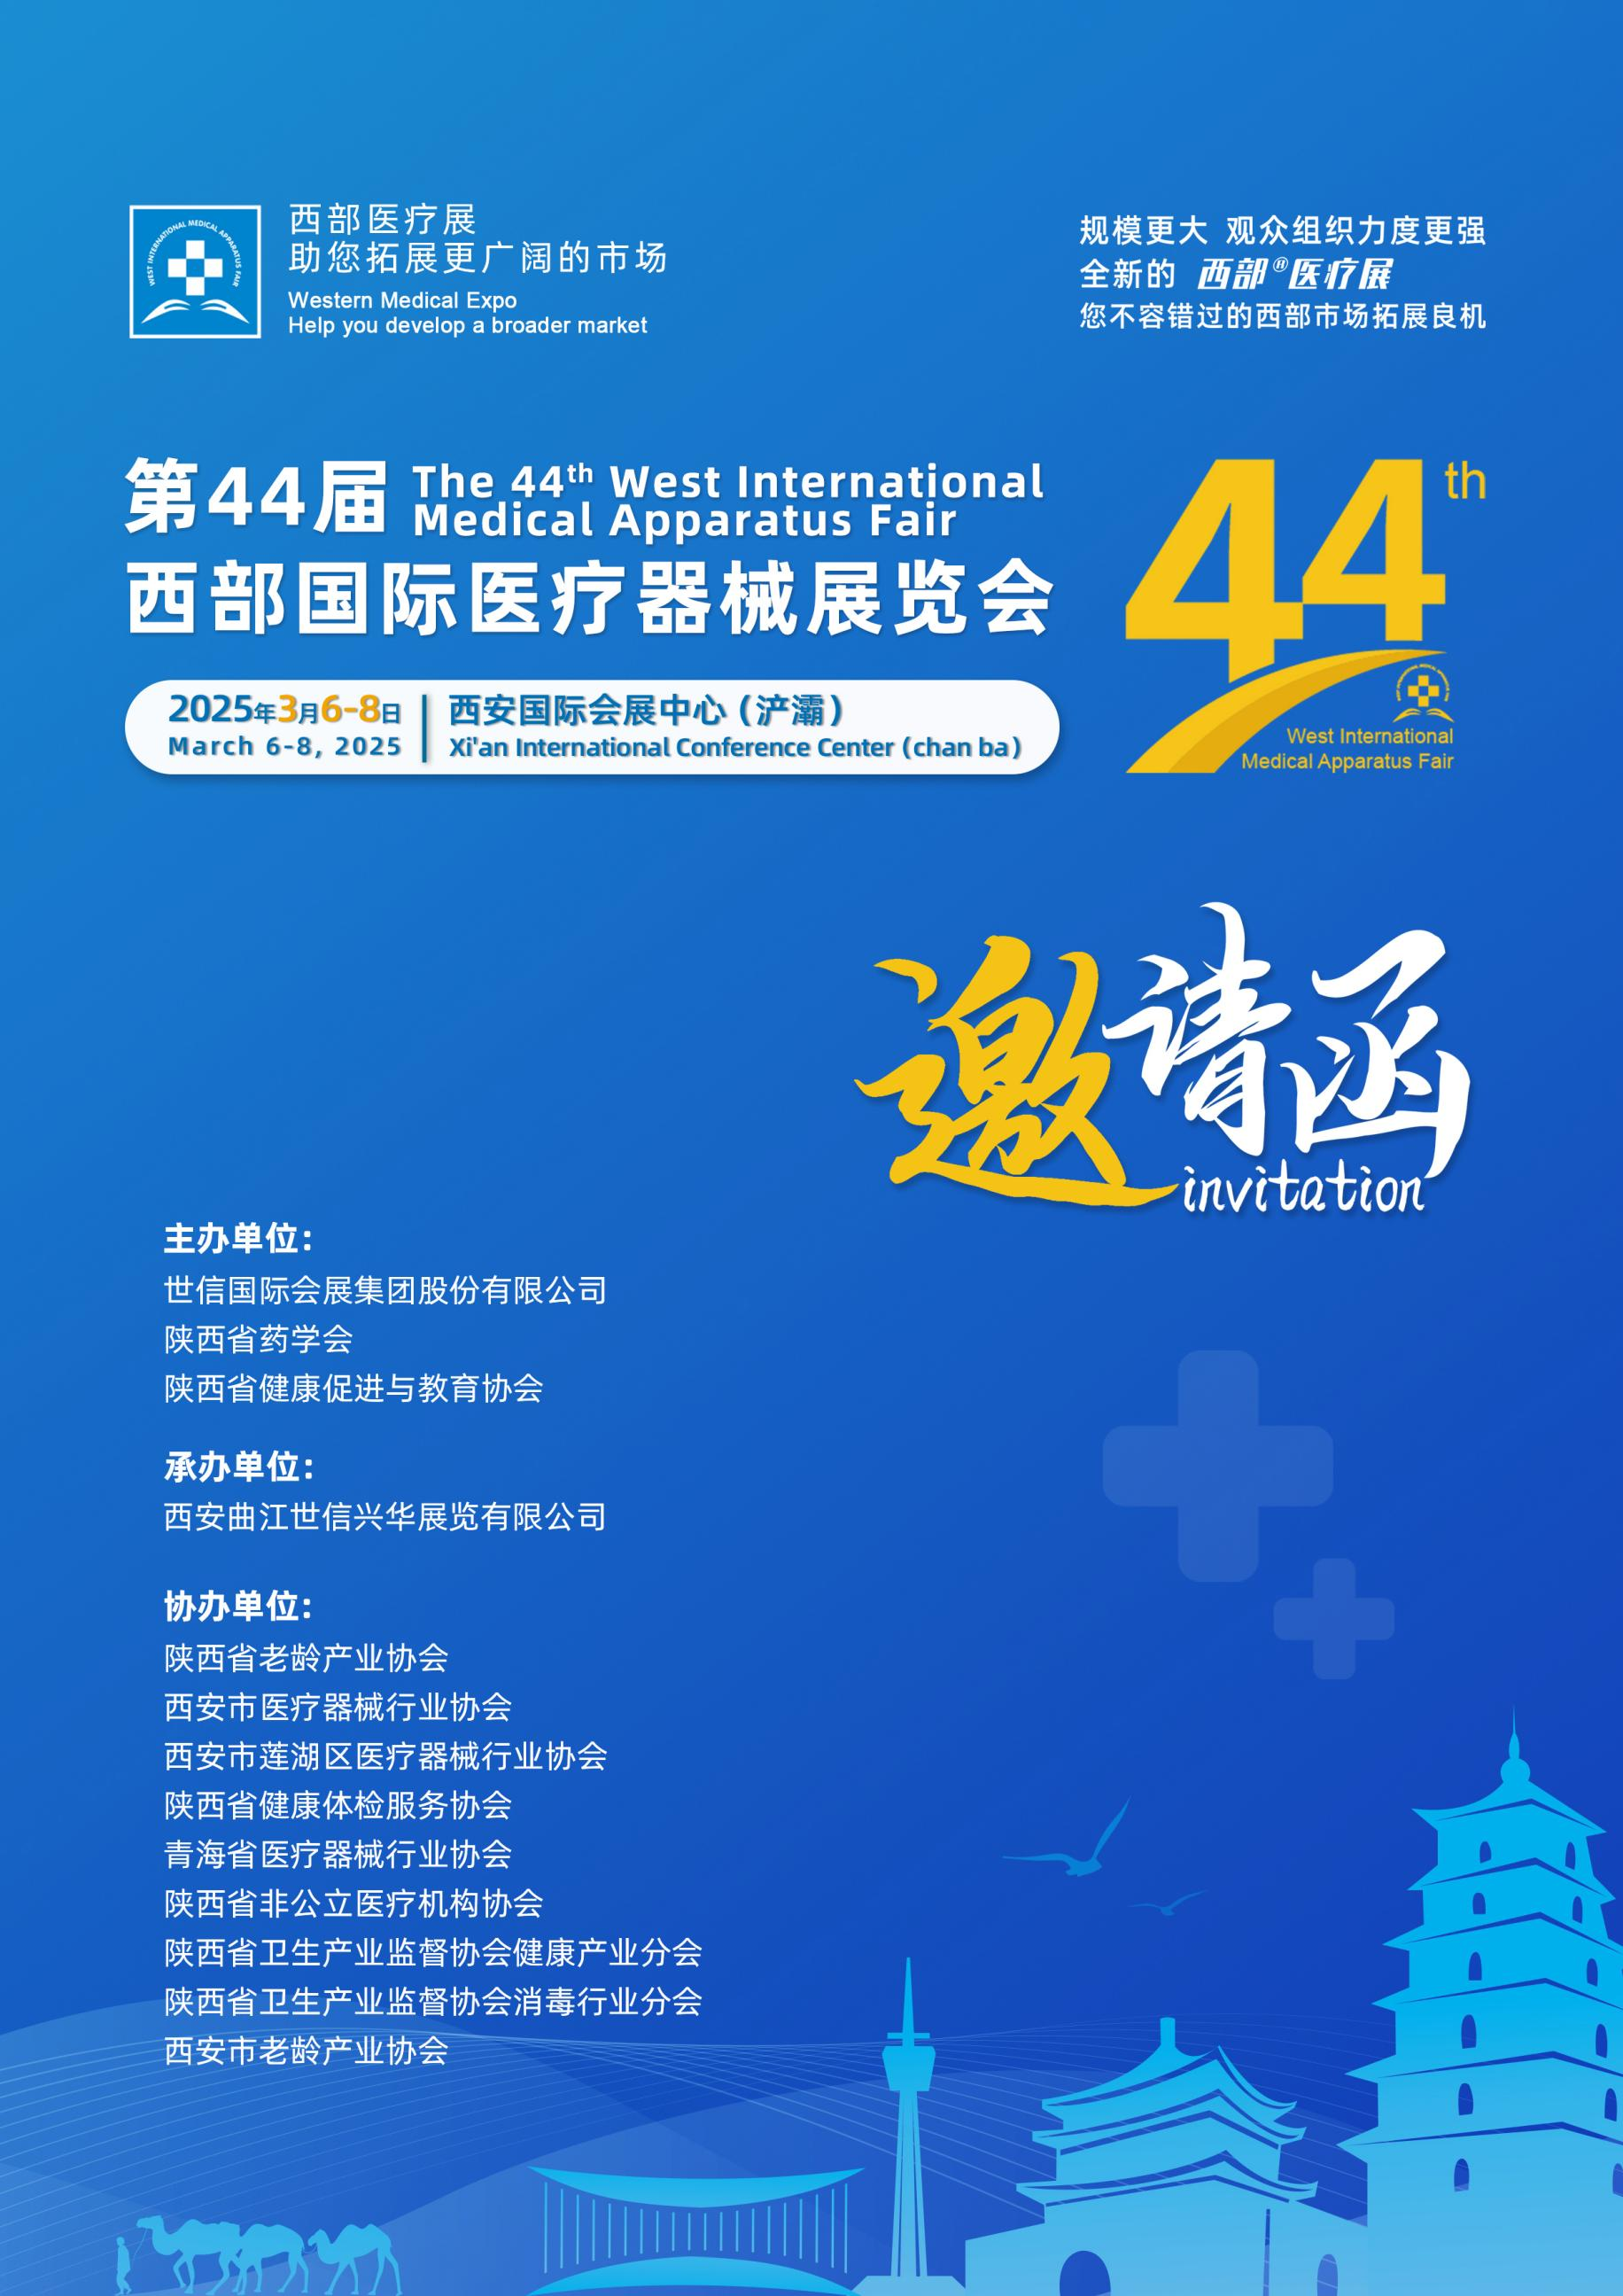 WEST INTERNATIONAL MEDICAL APPARATUS FAIR
西部医疗展
助您拓展更广阔的市场
Western Medical Expo
Help you develop a broader market
规模更大 观众组织力度更强
全新的 西部®医疗展
您不容错过的西部市场拓展良机
第44届
The 44th West International
Medical Apparatus Fair
西部国际医疗器械展览会
44th
West International
Medical Apparatus Fair
2025年3月6-8日
March 6-8, 2025
西安国际会展中心（浐灞）
Xi'an International Conference Center (chan ba)
邀请函
invitation
主办单位：
世信国际会展集团股份有限公司
陕西省药学会
陕西省健康促进与教育协会
承办单位：
西安曲江世信兴华展览有限公司
协办单位：
陕西省老龄产业协会
西安市医疗器械行业协会
西安市莲湖区医疗器械行业协会
陕西省健康体检服务协会
青海省医疗器械行业协会
陕西省非公立医疗机构协会
陕西省卫生产业监督协会健康产业分会
陕西省卫生产业监督协会消毒行业分会
西安市老龄产业协会